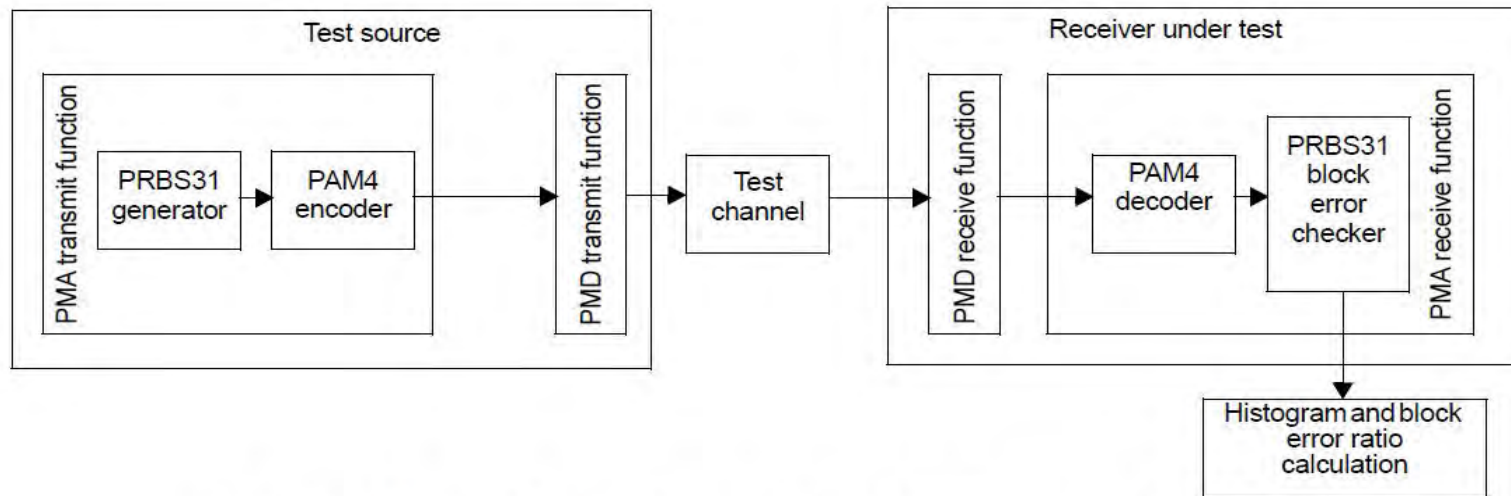 Test source
Receiver under test
PMA transmit function
PRBS31
generator
PAM4
encoder
PMD transmit function
Test
channel
PMD receive function
PAM4
decoder
PRBS31
block
error
checker
PMA receive function
Histogram and block
error ratio
calculation